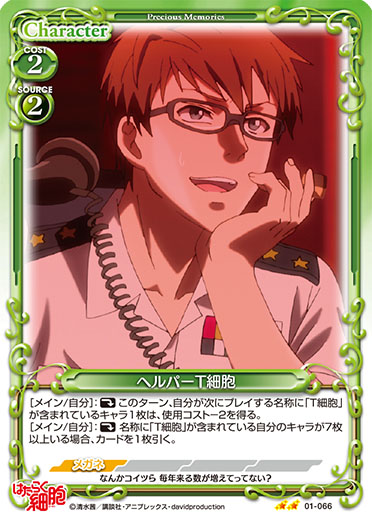 Precious Memories
Character
COST
2
SOURCE
2
ヘルパーT細胞
[メイン/自分]: このターン、自分が次にプレイする名称に「T細胞」
が含まれているキャラ1枚は、使用コスト－2を得る。
[メイン/自分]: 名称に「T細胞」が含まれている自分のキャラが7枚
以上いる場合、カードを1枚引く。
メガネ
なんかコイツら 毎年来る数が増えてってない?
はたらく細胞
©清水茜/講談社・アニプレックス・davidproduction
01-066